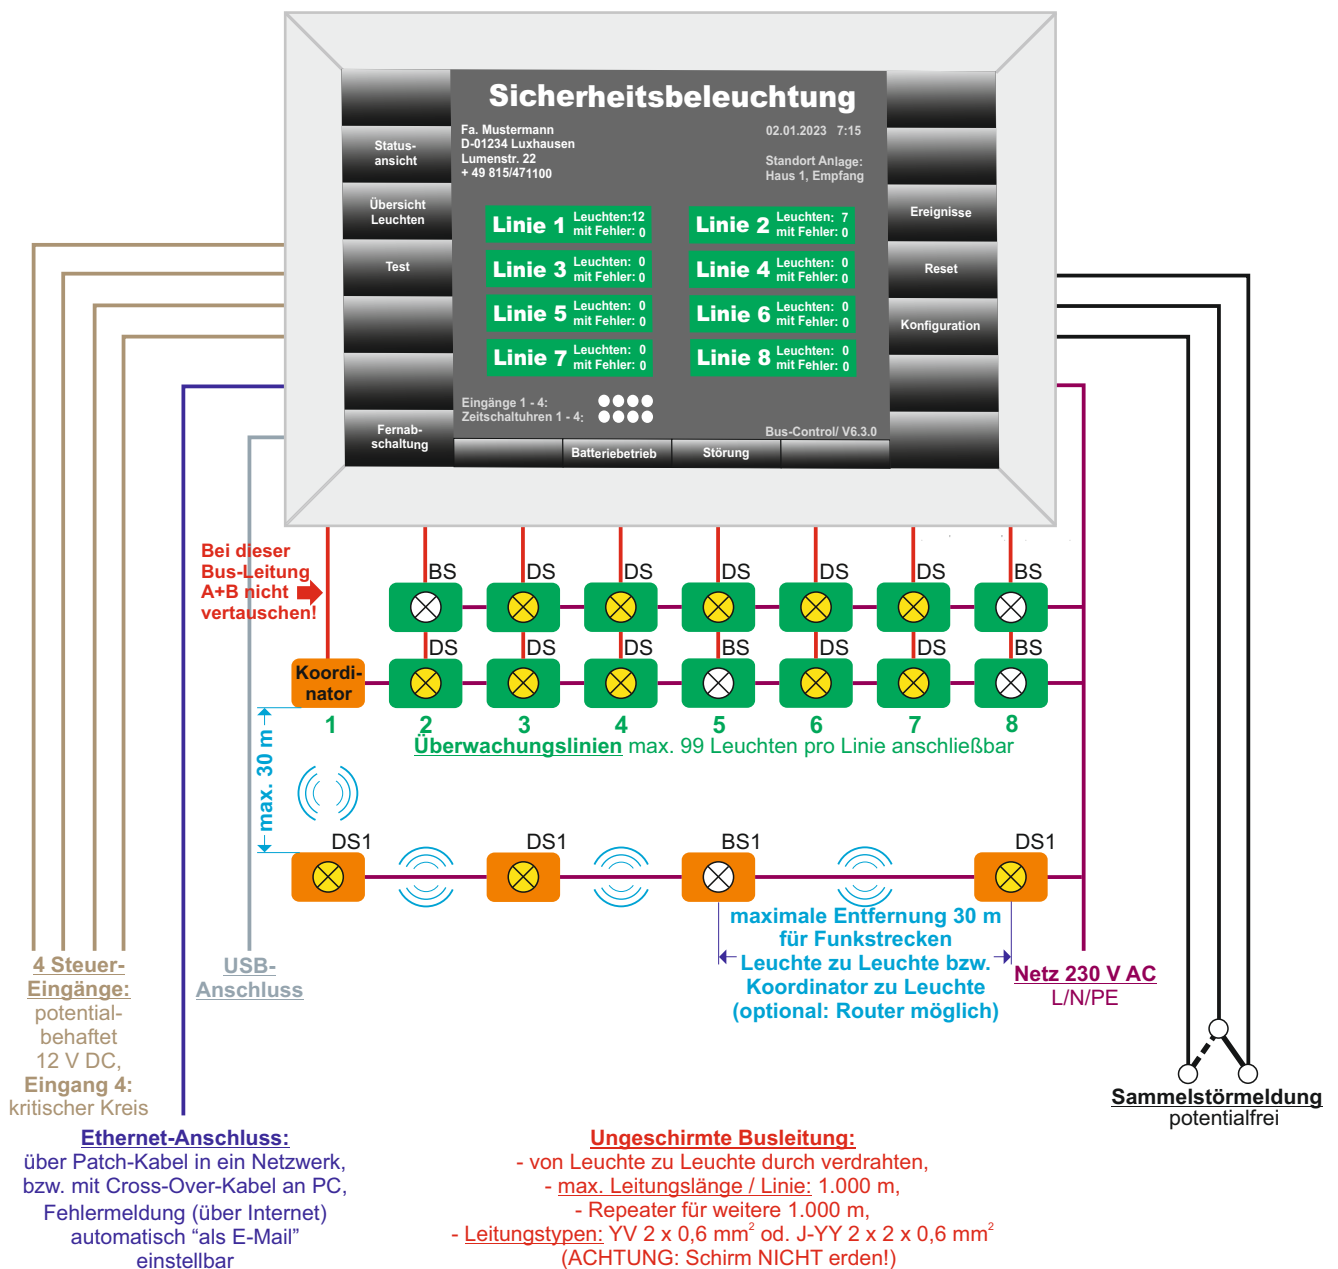 Sicherheitsbeleuchtung
Fa. Mustermann
D-01234 Luxhausen
Lumenstr. 22
+ 49 815/471100
02.01.2023 7:15
Standort Anlage:
Haus 1, Empfang
Status-
ansicht
Übersicht
Leuchten
Test
Fernab-
schaltung
Ereignisse
Reset
Konfiguration
Linie 1 Leuchten:12
mit Fehler: 0
Linie 2 Leuchten: 7
mit Fehler: 0
Linie 3 Leuchten: 0
mit Fehler: 0
Linie 4 Leuchten: 0
mit Fehler: 0
Linie 5 Leuchten: 0
mit Fehler: 0
Linie 6 Leuchten: 0
mit Fehler: 0
Linie 7 Leuchten: 0
mit Fehler: 0
Linie 8 Leuchten: 0
mit Fehler: 0
Eingänge 1 - 4:
Zeitschaltuhren 1 - 4:
Bus-Control/ V6.3.0
Batteriebetrieb
Störung
Bei dieser
Bus-Leitung
A+B nicht
vertauschen!
BS DS DS DS DS DS BS
DS DS DS BS DS DS BS
Koordi-
nator
1 2 3 4 5 6 7 8
Überwachungslinien max. 99 Leuchten pro Linie anschließbar
max. 30 m
DS1 DS1 BS1 DS1
maximale Entfernung 30 m
für Funkstrecken
Leuchte zu Leuchte bzw.
Koordinator zu Leuchte
(optional: Router möglich)
4 Steuer-
Eingänge:
potential-
behaftet
12 V DC,
Eingang 4:
kritischer Kreis
USB-
Anschluss
Netz 230 V AC
L/N/PE
Sammelstörmeldung
potentialfrei
Ethernet-Anschluss:
über Patch-Kabel in ein Netzwerk,
bzw. mit Cross-Over-Kabel an PC,
Fehlermeldung (über Internet)
automatisch “als E-Mail”
einstellbar
Ungeschirmte Busleitung:
- von Leuchte zu Leuchte durch verdrahten,
- max. Leitungslänge / Linie: 1.000 m,
- Repeater für weitere 1.000 m,
- Leitungstypen: YV 2 x 0,6 mm² od. J-YY 2 x 2 x 0,6 mm²
(ACHTUNG: Schirm NICHT erden!)